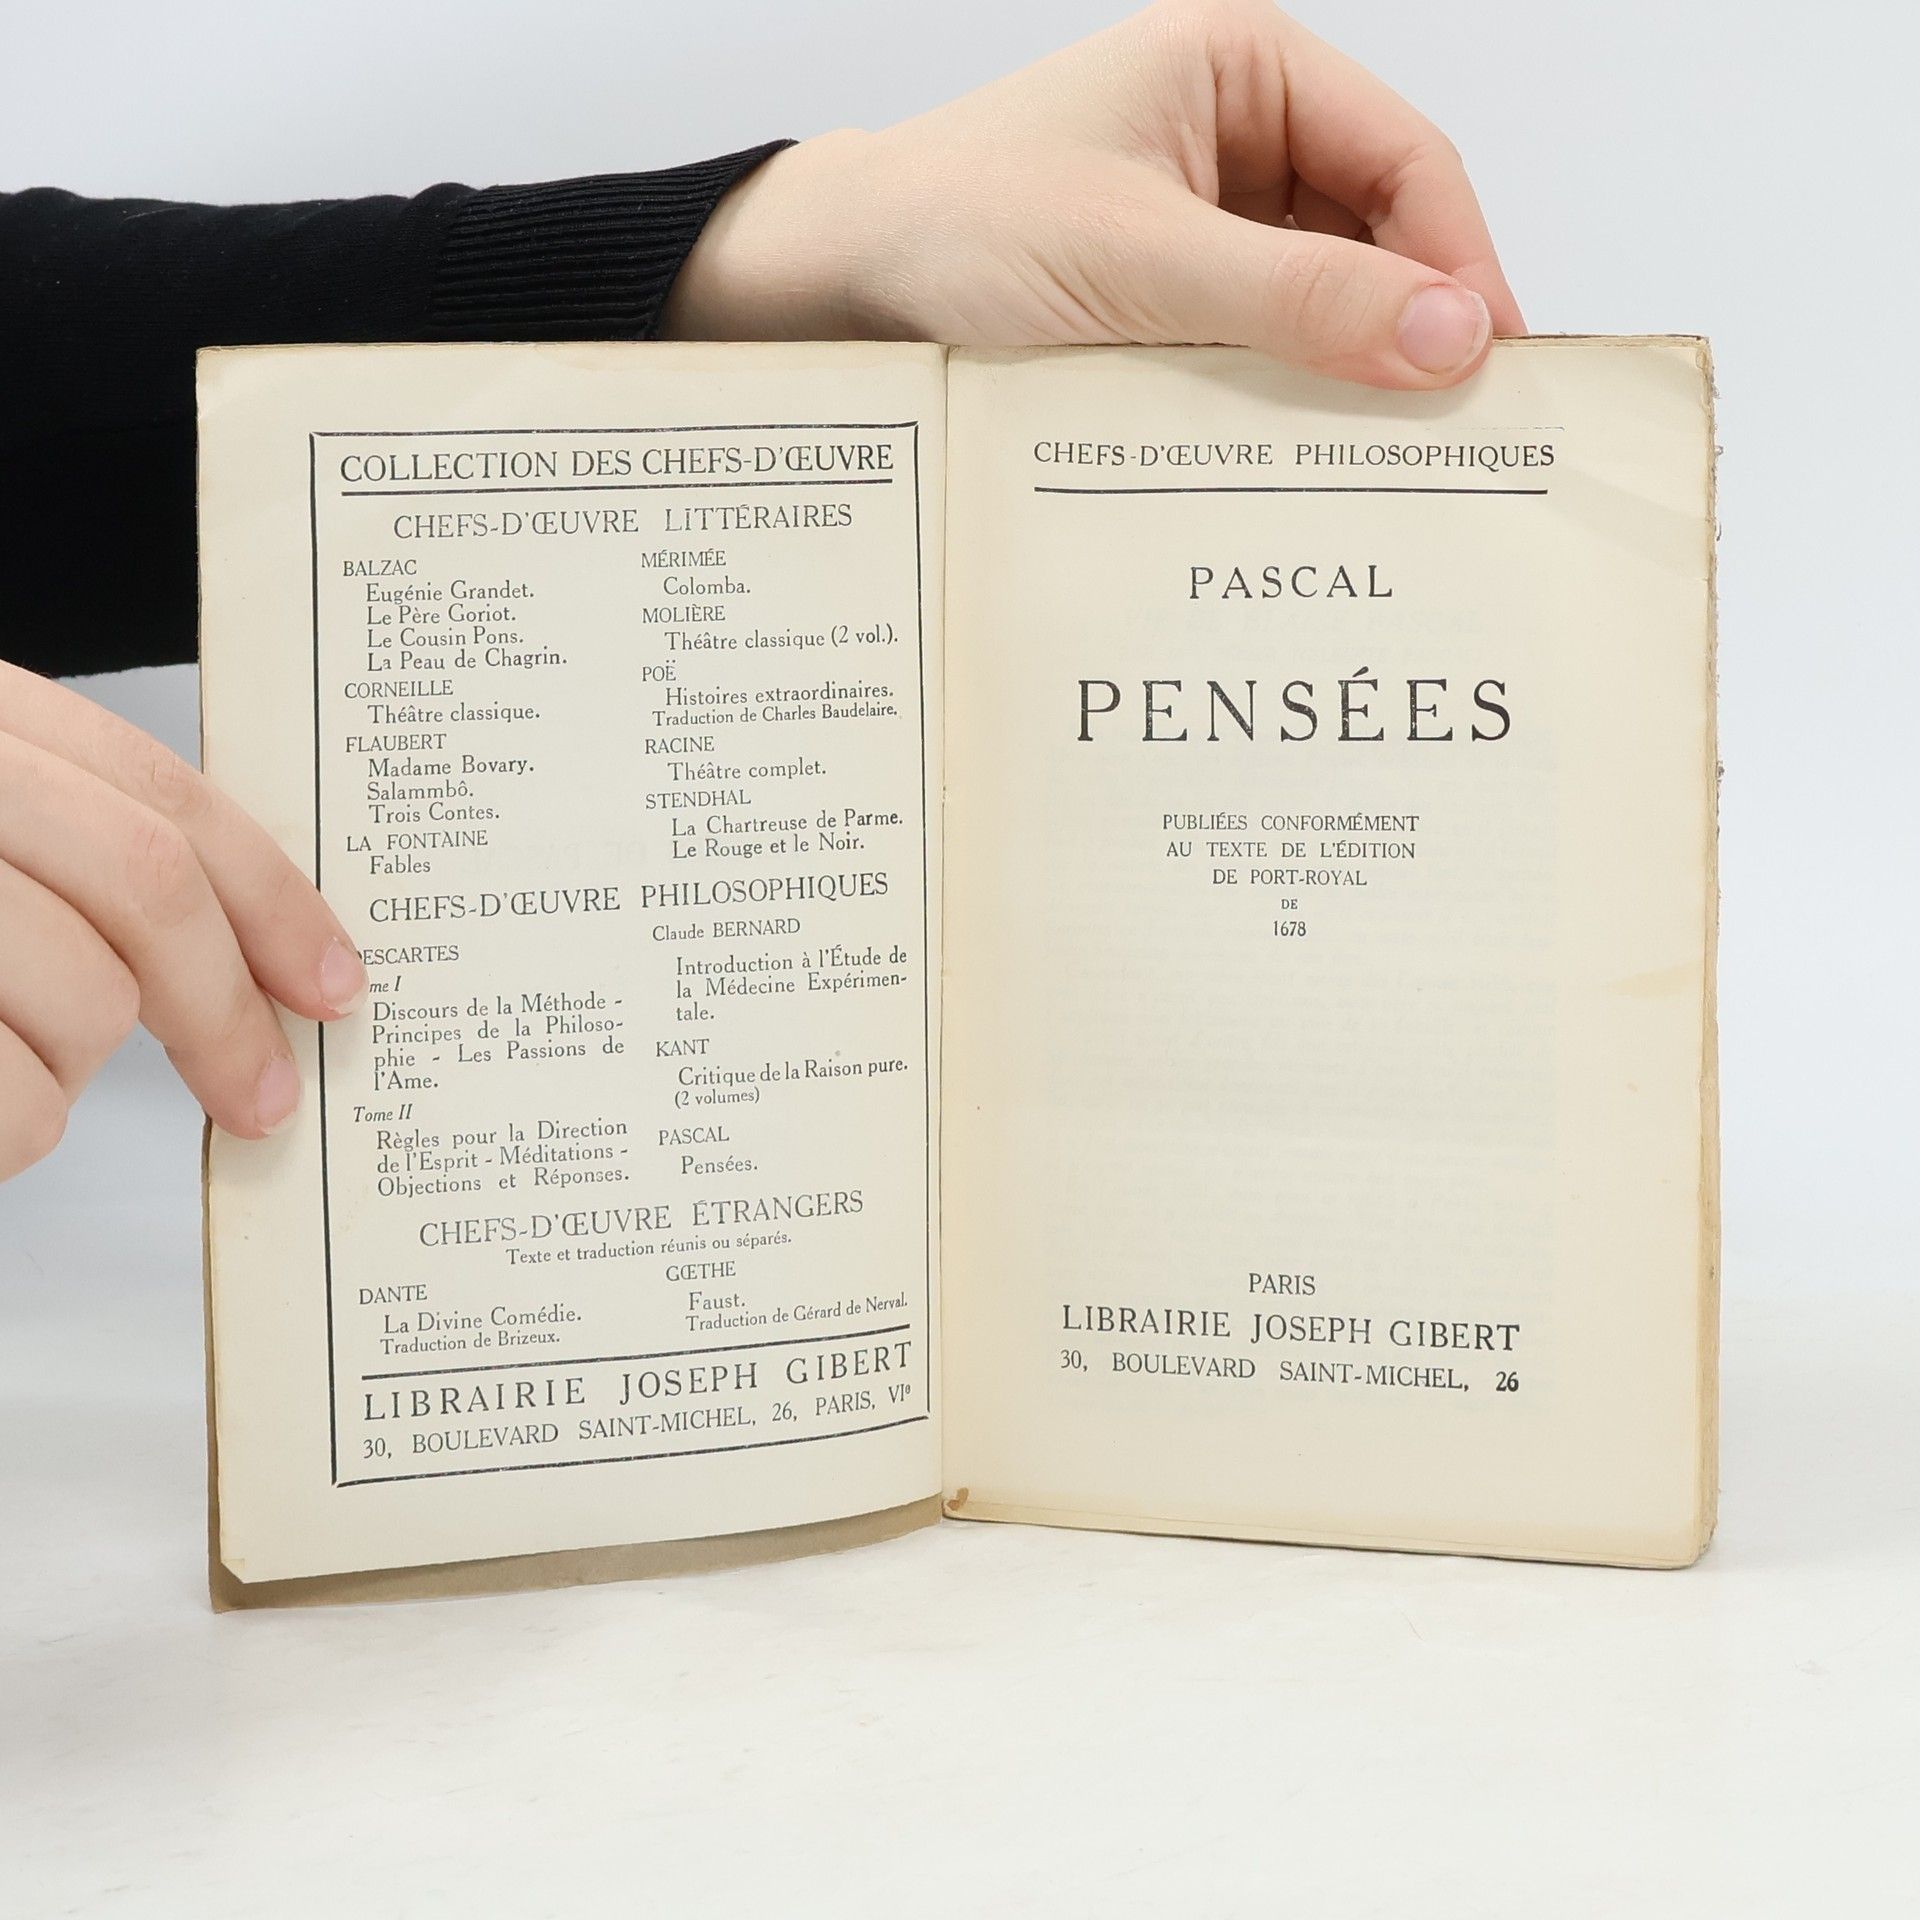 COLLECTION DES CHEFS-D'ŒUVRE
CHEFS-D'ŒUVRE LITTÉRAIRES
BALZAC
Eugénie Grandet.
Le Père Goriot.
Le Cousin Pons.
La Peau de Chagrin.
CORNEILLE
Théâtre classique.
FLAUBERT
Madame Bovary.
Salammbô.
Trois Contes.
LA FONTAINE
Fables
MÉRIMÉE
Colomba.
MOLIÈRE
Théâtre classique (2 vol.).
POË
Histoires extraordinaires.
Traduction de Charles Baudelaire.
RACINE
Théâtre complet.
STENDHAL
La Chartreuse de Parme.
Le Rouge et le Noir.
CHEFS-D'ŒUVRE PHILOSOPHIQUES
ESCARTES
me I
Discours de la Méthode -
Principes de la Philoso-
phie - Les Passions de
l'Ame.
Tome II
Règles pour la Direction
de l'Esprit - Méditations -
Objections et Réponses.
Claude BERNARD
Introduction à l'Étude de
la Médecine Expérimen-
tale.
KANT
Critique de la Raison pure.
(2 volumes)
PASCAL
Pensées.
CHEFS-D'ŒUVRE ÉTRANGERS
Texte et traduction réunis ou séparés.
DANTE
La Divine Comédie.
Traduction de Brizeux.
GŒTHE
Faust.
Traduction de Gérard de Nerval.
LIBRAIRIE JOSEPH GIBERT
30, BOULEVARD SAINT-MICHEL, 26, PARIS, VIe
CHEFS-D'ŒUVRE PHILOSOPHIQUES
PASCAL
PENSÉES
PUBLIÉES CONFORMÉMENT
AU TEXTE DE L'ÉDITION
DE PORT-ROYAL
DE
1678
PARIS
LIBRAIRIE JOSEPH GIBERT
30, BOULEVARD SAINT-MICHEL, 26